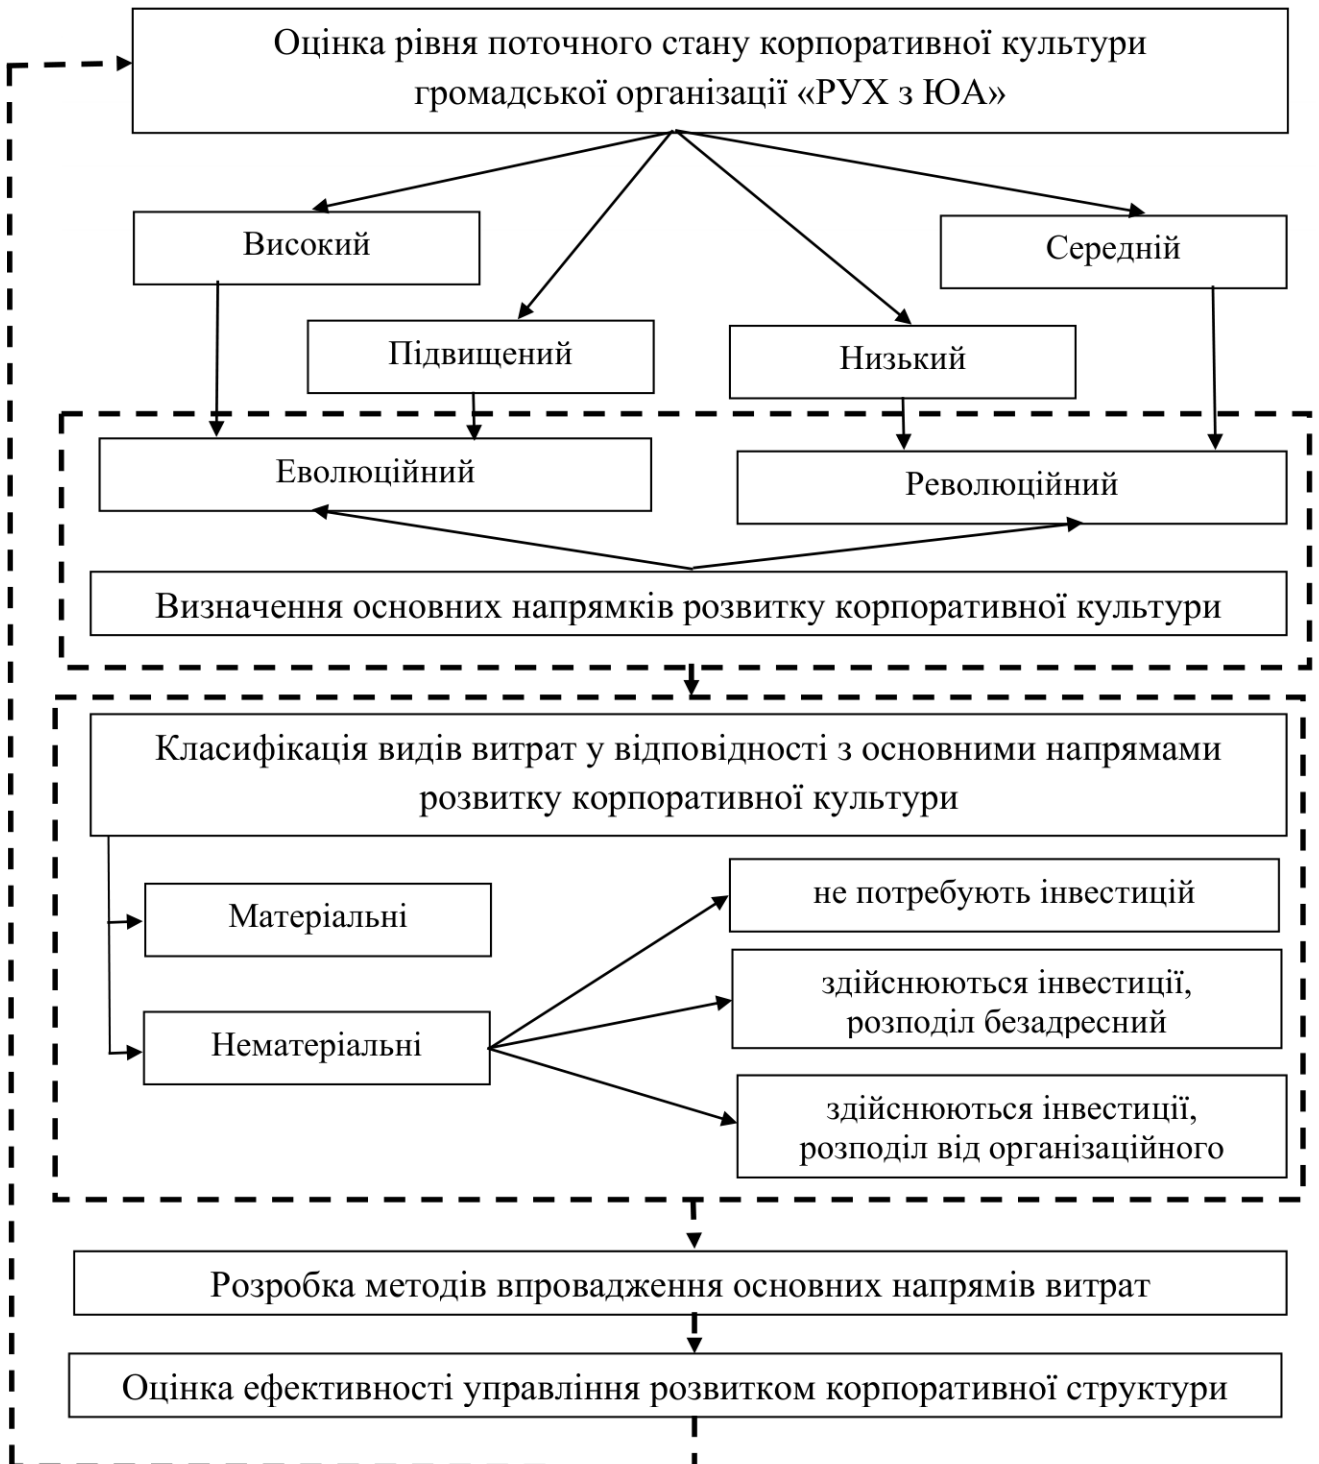 Оцінка рівня поточного стану корпоративної культури
громадської організації «РУХ з ЮА»
Високий
Середній
Підвищений
Низький
Еволюційний
Революційний
Визначення основних напрямків розвитку корпоративної культури
Класифікація видів витрат у відповідності з основними напрямами
розвитку корпоративної культури
Матеріальні
не потребують інвестицій
здійснюються інвестиції,
розподіл безадресний
Нематеріальні
здійснюються інвестиції,
розподіл від організаційного
Розробка методів впровадження основних напрямів витрат
Оцінка ефективності управління розвитком корпоративної структури